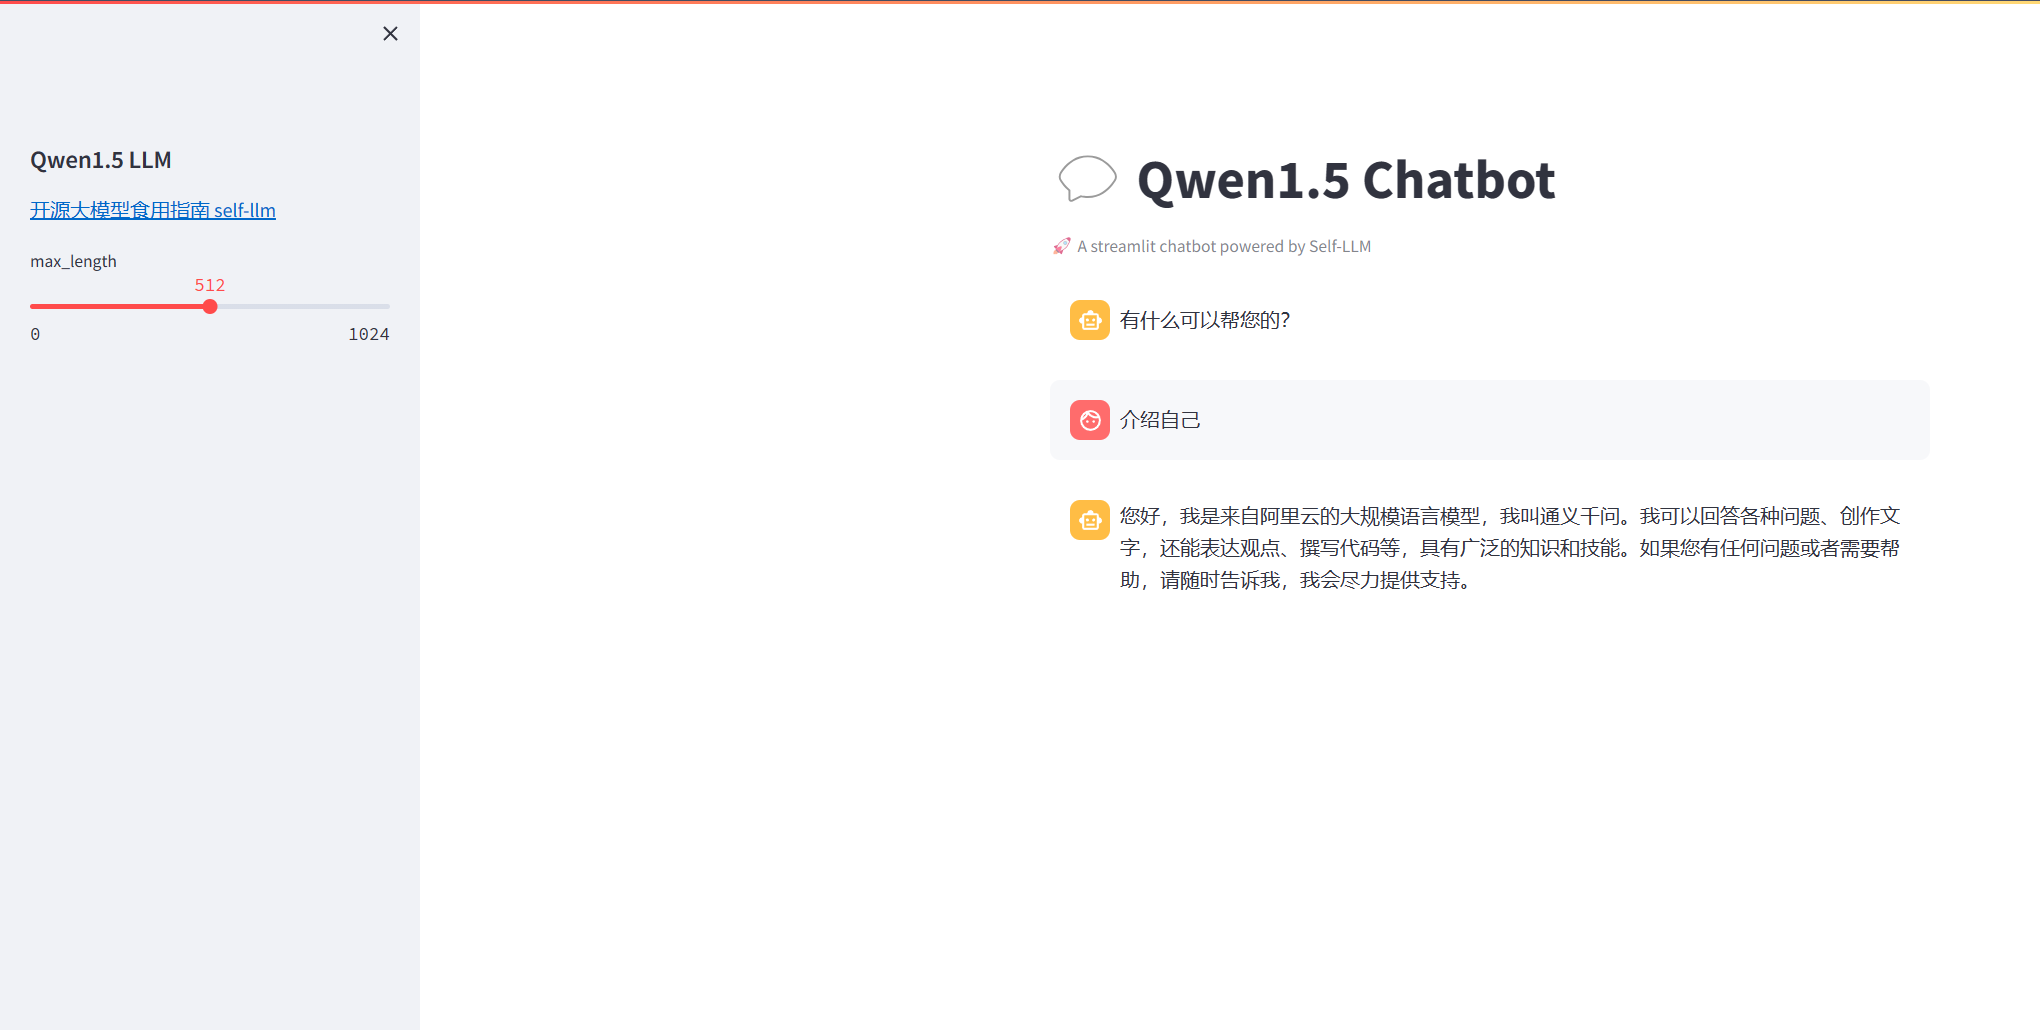 Qwen1.5 LLM
开源大模型食用指南 self-llm
max_length
512
0
1024
Qwen1.5 Chatbot
A streamlit chatbot powered by Self-LLM
有什么可以帮您的？
介绍自己
您好，我是来自阿里云的大规模语言模型，我叫通义千问。我可以回答各种问题、创作文
字，还能表达观点、撰写代码等，具有广泛的知识和技能。如果您有任何问题或者需要帮
助，请随时告诉我，我会尽力提供支持。